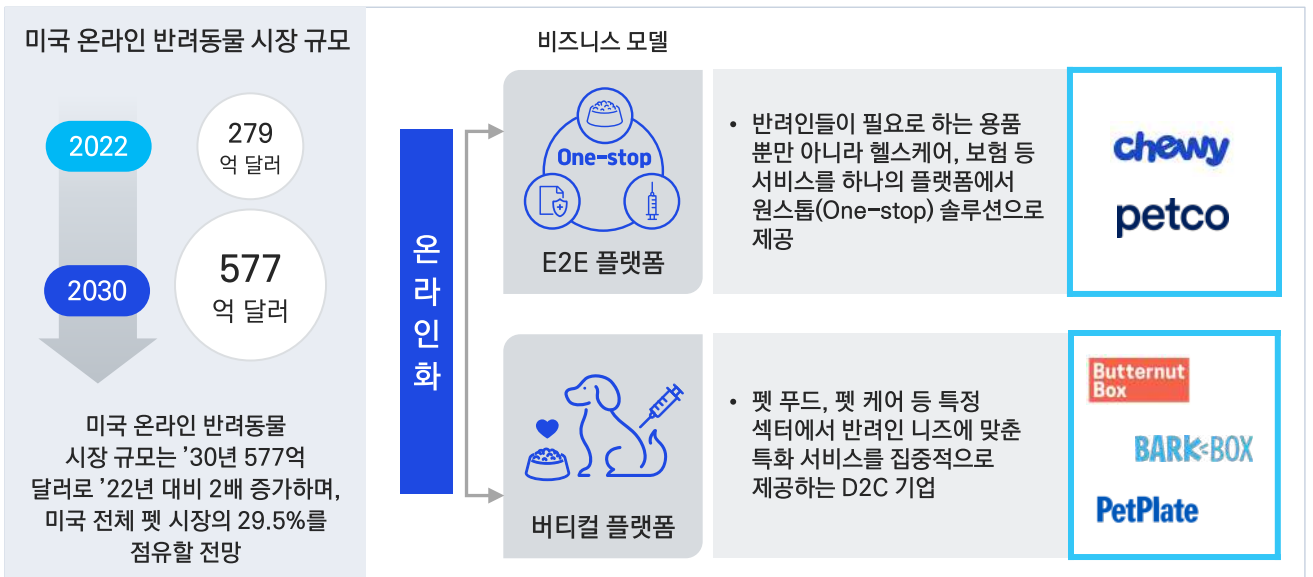 미국 온라인 반려동물 시장 규모
2022
279
억 달러
2030
577
억 달러
미국 온라인 반려동물
시장 규모는 ’30년 577억
달러로 ’22년 대비 2배 증가하며,
미국 전체 펫 시장의 29.5%를
점유할 전망
온라인화
비즈니스 모델
One-stop
E2E 플랫폼
• 반려인들이 필요로 하는 용품
뿐만 아니라 헬스케어, 보험 등
서비스를 하나의 플랫폼에서
원스톱(One-stop) 솔루션으로
제공
chewy
petco
버티컬 플랫폼
• 펫 푸드, 펫 케어 등 특정
섹터에서 반려인 니즈에 맞춘
특화 서비스를 집중적으로
제공하는 D2C 기업
Butternut
Box
BARK BOX
PetPlate